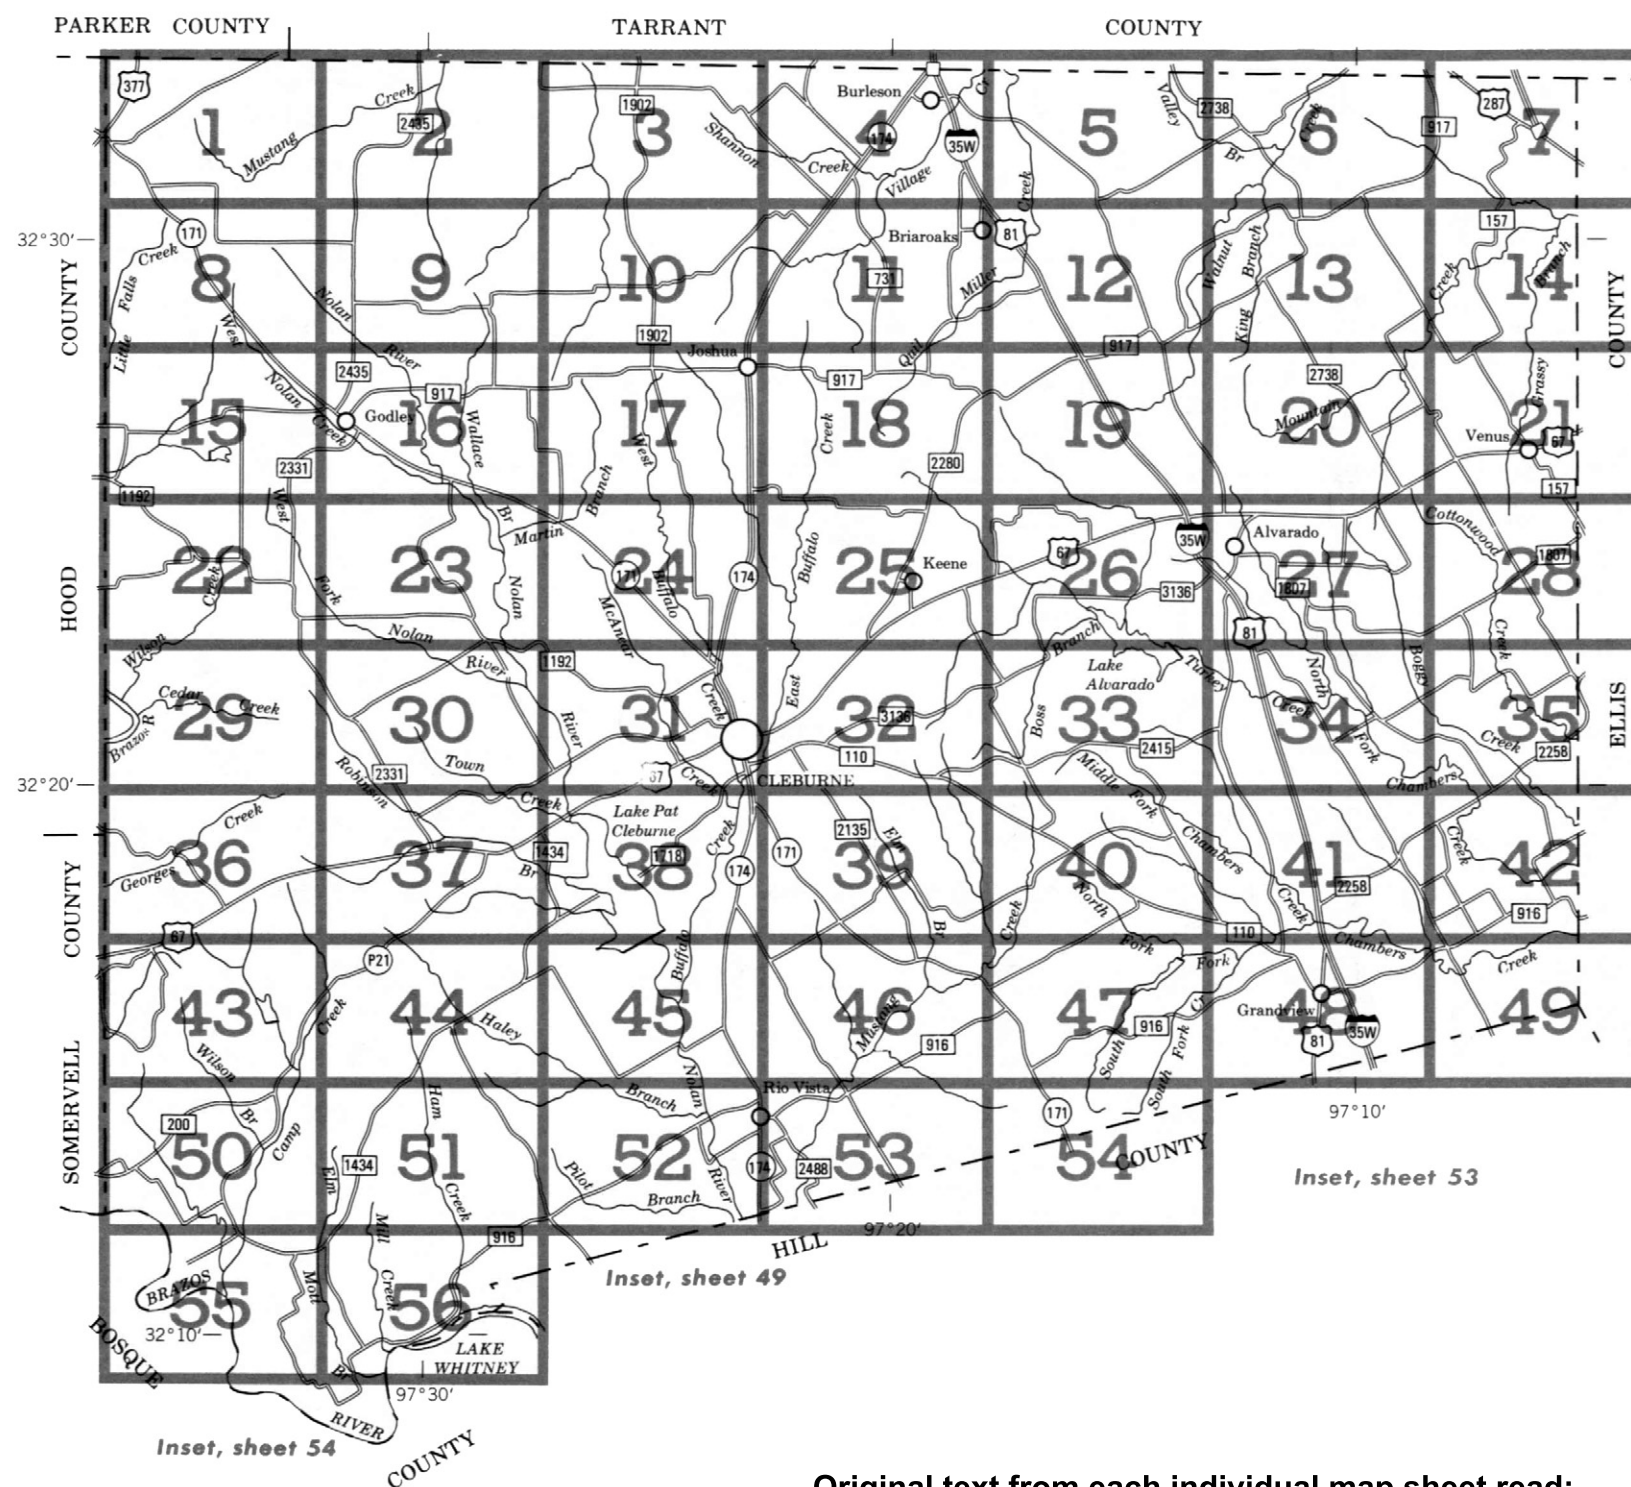 PARKER COUNTY
TARRANT
COUNTY
377
Creek
2435
1902
Burleson
Cr
Valley
2738
Creek
287
1
Mustang
2
3
Shannon
4
174
35W
5
6
917
7
Creek
Village
Br
Creek
32°30′
171
Creek
Briaroaks
81
157
8
9
10
11
731
Miller
12
Walnut
Branch
13
Creek
14
Branch
COUNTY
Falls
Little
West
Nolan
River
1902
Joshua
Quil
917
King
COUNTY
2435
917
917
2738
Grassy
Nolan
Creek
Godley
15
16
Wallace
17
West
Creek
18
19
Mountain
20
Venus
21
67
2331
2280
1192
West
Br
Martin
Branch
157
Cottonwood
Buffalo
67
35W
Alvarado
1807
22
23
24
171
174
25
Keene
26
27
28
Creek
Fork
Nolan
McAnear
Buffalo
3136
1807
HOOD
81
Wilson
Nolan
River
1192
Branch
Boggy
Creek
Lake
Alvarado
Turkey
North
Cedar
Creek
Creek
East
29
30
River
31
32
3136
33
Boss
Creek
34
35
ELLIS
Brazos R
Town
110
2415
Fork
Creek
2258
32°20′
2331
Robinson
67
Creek
CLEBURNE
Middle
Fork
Chambers
Creek
Creek
Lake Pat
Cleburne
Creek
2135
Elm
Chambers
Creek
36
37
1434
Br
38
1718
171
174
39
40
41
2258
42
Georges
North
Creek
916
COUNTY
67
Br
Creek
Fork
110
Chambers
P21
Buffalo
Fork
Creek
43
Creek
44
Haley
45
46
Mustang
47
Cr
Grandview
48
49
916
916
81
35W
Wilson
South
Fork
South
SOMERVELL
Ham
Branch
Nolan
Rio Vista
171
97°10′
200
Br
Camp
50
Elm
1434
51
Creek
Pilot
52
Branch
River
174
2488
53
54
COUNTY
Inset, sheet 53
Mill
916
97°20′
HILL
BRAZOS
Mott
Creek
Inset, sheet 49
55
56
BOSQUE
32°10′
LAKE
WHITNEY
Br
97°30′
RIVER
Inset, sheet 54
COUNTY
Original text from each individual map sheet read: